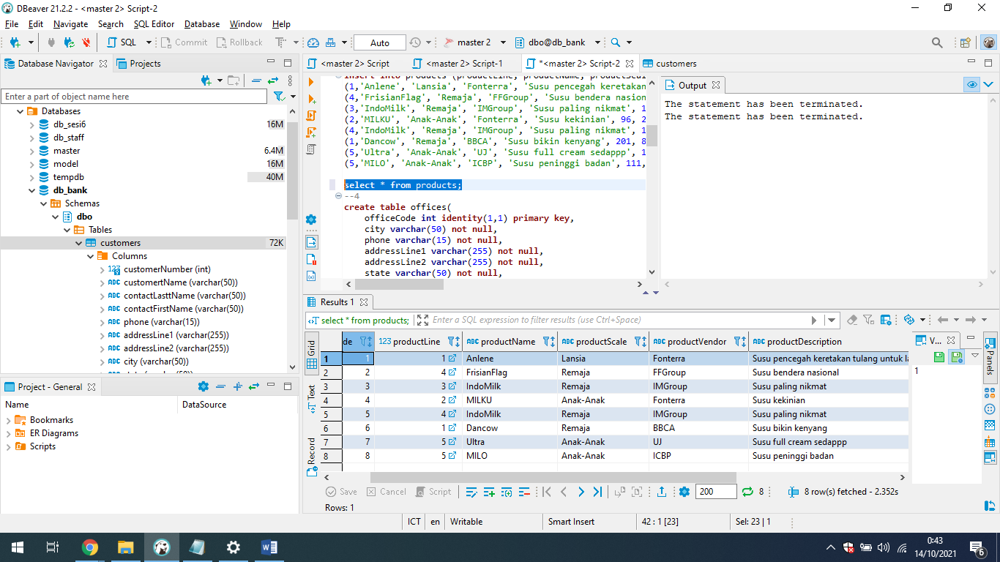 DBeaver 21.2.2 - <master 2> Script-2
File Edit Navigate Search SQL Editor Database Window Help
SQL Commit Rollback T Auto master 2 dbo@db_bank
Database Navigator Projects
<master 2> Script <master 2> Script-1 *<master 2> Script-2 customers
Enter a part of object name here
Databases
db_sesi6 16M
db_staff
master 6.4M
model 16M
tempdb 40M
db_bank
Schemas
dbo
Tables
customers 72K
Columns
customerNumber (int)
customertName (varchar(50))
contactLasttName (varchar(50))
contactFirstName (varchar(50))
phone (varchar(15))
addressLine1 (varchar(255))
addressLine2 (varchar(255))
city (varchar(50))
Project - General
Name DataSource
Bookmarks
ER Diagrams
Scripts
insert into products (productLine, productName, productScal
(1,'Anlene', 'Lansia', 'Fonterra', 'Susu pencegah keretakan
(4,'FrisianFlag', 'Remaja', 'FFGroup', 'Susu bendera nasion
(3,'IndoMilk', 'Remaja', 'IMGroup', 'Susu paling nikmat', 1
(2,'MILKU', 'Anak-Anak', 'Fonterra', 'Susu kekinian', 96, 2
(4,'IndoMilk', 'Remaja', 'IMGroup', 'Susu paling nikmat', 1
(1,'Dancow', 'Remaja', 'BBCA', 'Susu bikin kenyang', 201, 8
(5,'Ultra', 'Anak-Anak', 'UJ', 'Susu full cream sedappp', 1
(5,'MILO', 'Anak-Anak', 'ICBP', 'Susu peninggi badan', 111,
select * from products;
--4
create table offices(
officeCode int identity(1,1) primary key,
city varchar(50) not null,
phone varchar(15) not null,
addressLine1 varchar(255) not null,
addressLine2 varchar(255) not null,
state varchar(50) not null,
Output
The statement has been terminated.
The statement has been terminated.
Results 1
select * from products; Enter a SQL expression to filter results (use Ctrl+Space)
Grid
Text
Record
de 123 productLine ABC productName ABC productScale ABC productVendor ABC productDescription
1 1 1 Anlene Lansia Fonterra Susu pencegah keretakan tulang untuk la
2 2 4 FrisianFlag Remaja FFGroup Susu bendera nasional
3 3 3 IndoMilk Remaja IMGroup Susu paling nikmat
4 4 2 MILKU Anak-Anak Fonterra Susu kekinian
5 5 4 IndoMilk Remaja IMGroup Susu paling nikmat
6 6 1 Dancow Remaja BBCA Susu bikin kenyang
7 7 5 Ultra Anak-Anak UJ Susu full cream sedappp
8 8 5 MILO Anak-Anak ICBP Susu peninggi badan
V...
1
Panels
Save Cancel Script 200 8 8 row(s) fetched - 2.352s
Rows: 1
ICT en Writable Smart Insert 42 : 1 [23] Sel: 23 | 1
0:43
14/10/2021
6